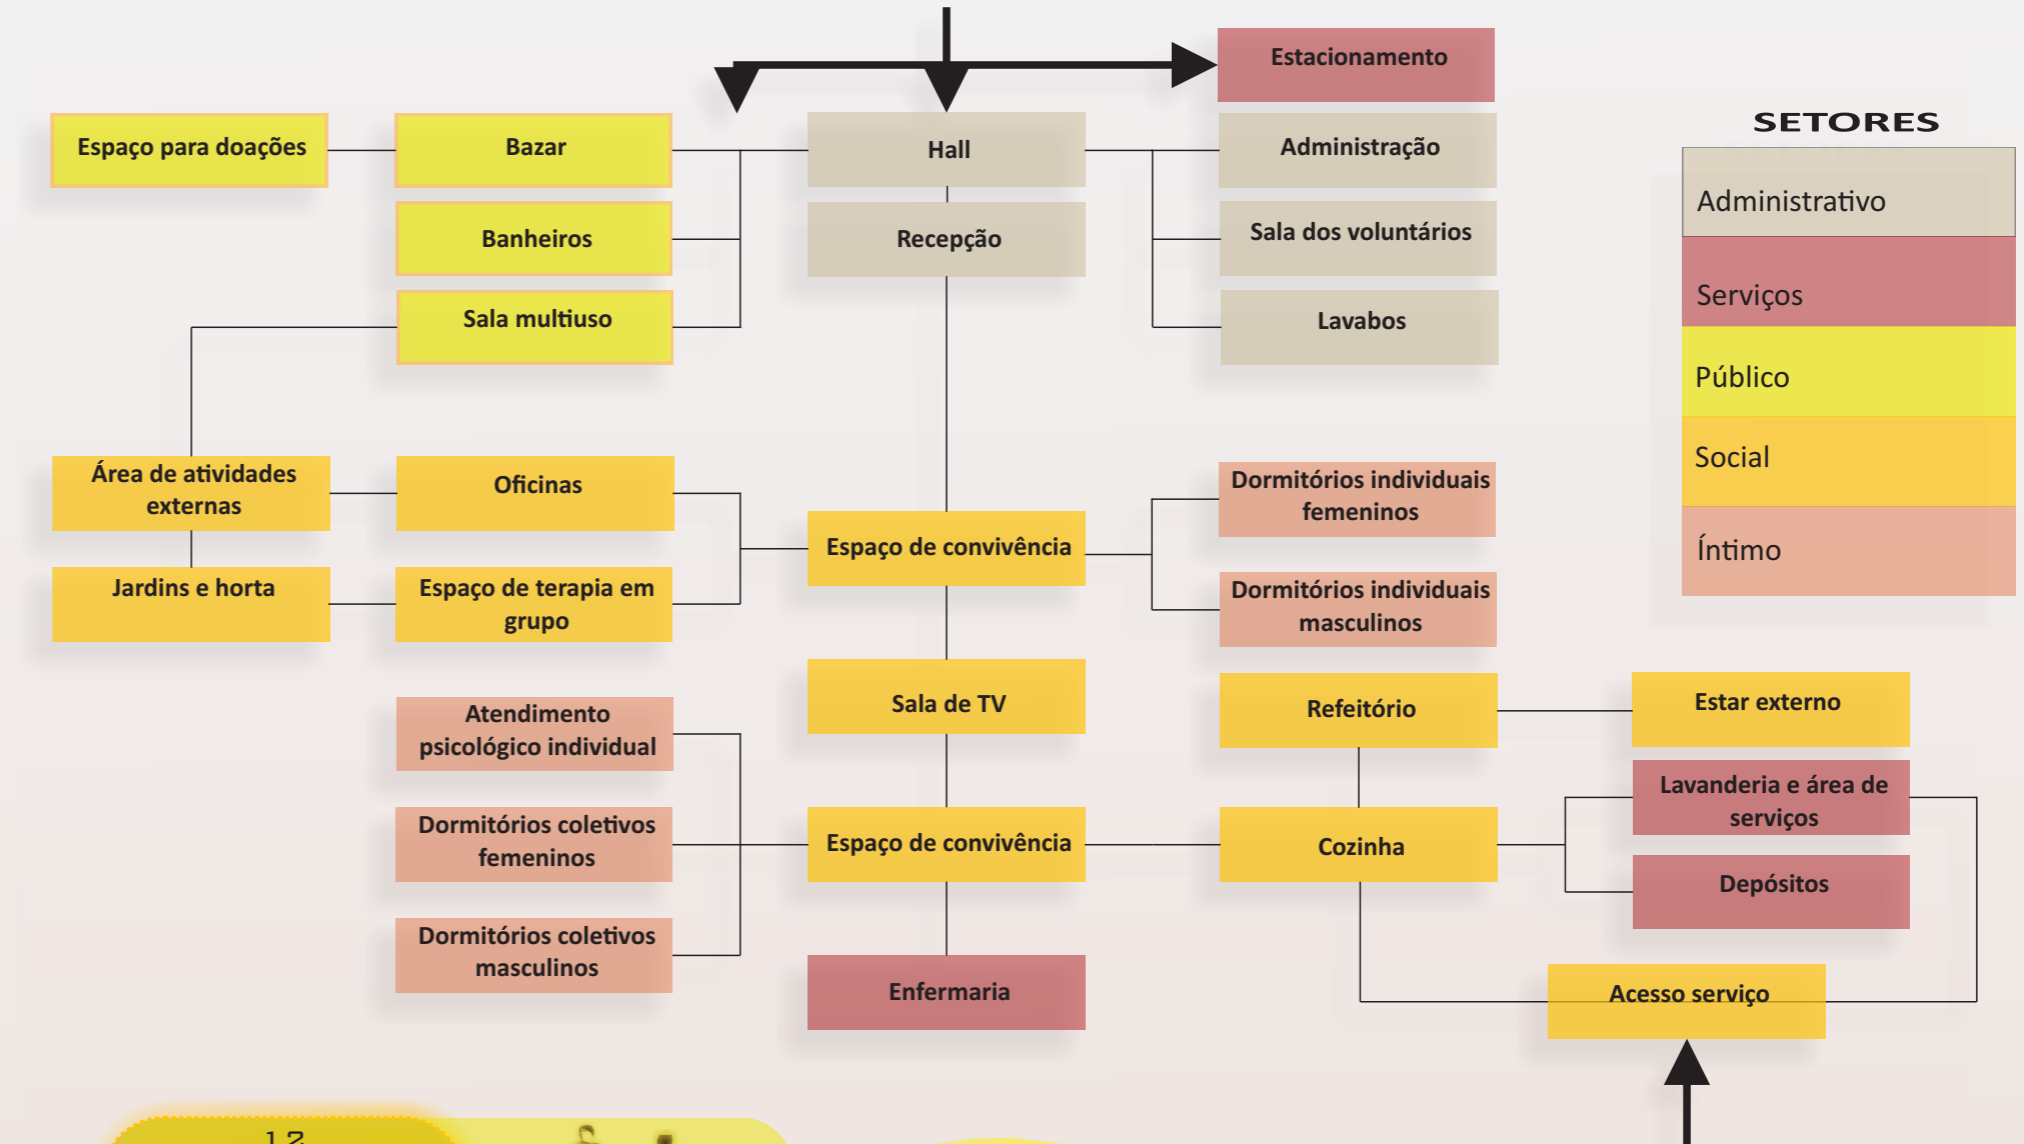 Estacionamento
SETORES
Espaço para doações
Bazar
Hall
Administração
Administrativo
Banheiros
Recepção
Sala dos voluntários
Serviços
Sala multiuso
Lavabos
Público
Social
Íntimo
Área de atividades
externas
Oficinas
Dormitórios individuais
femeninos
Espaço de convivência
Jardins e horta
Espaço de terapia em
grupo
Dormitórios individuais
masculinos
Sala de TV
Refeitório
Estar externo
Atendimento
psicológico individual
Lavanderia e área de
serviços
Dormitórios coletivos
femeninos
Espaço de convivência
Cozinha
Depósitos
Dormitórios coletivos
masculinos
Enfermaria
Acesso serviço
12